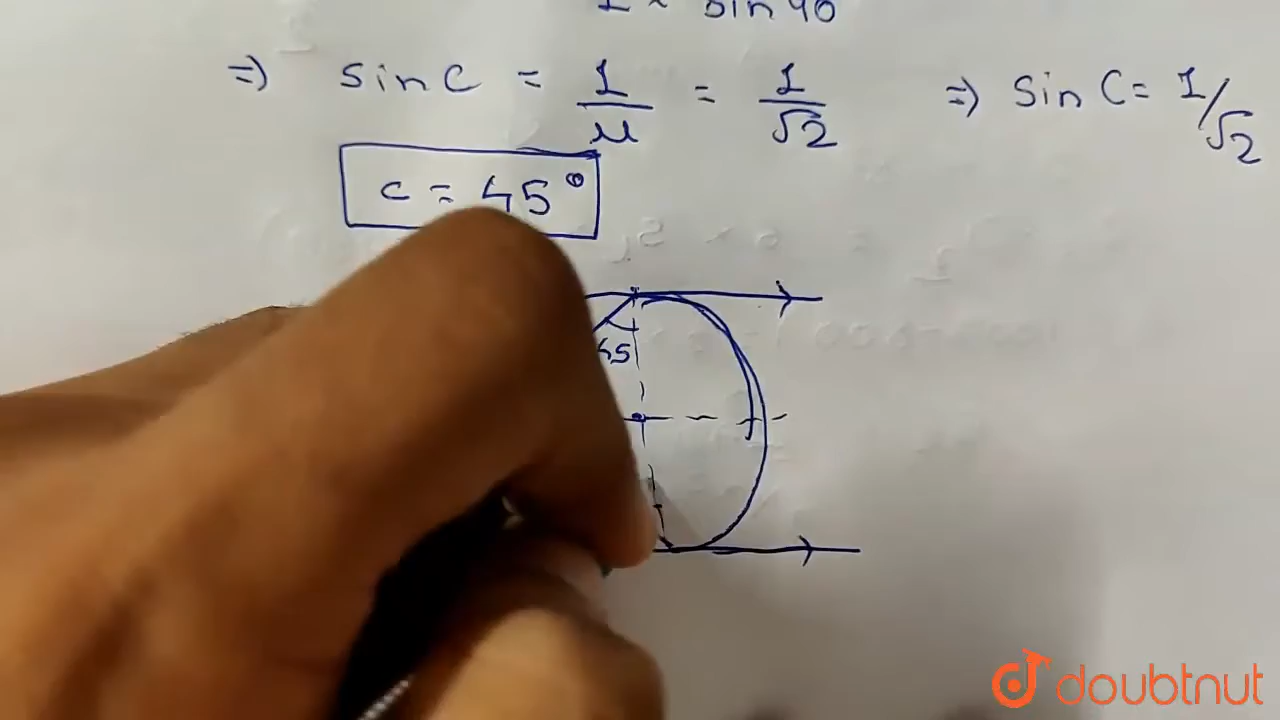 ⇒ sin C = 1/μ = 1/√2 ⇒ Sin C = 1/√2
c = 45°
45
doubtnut